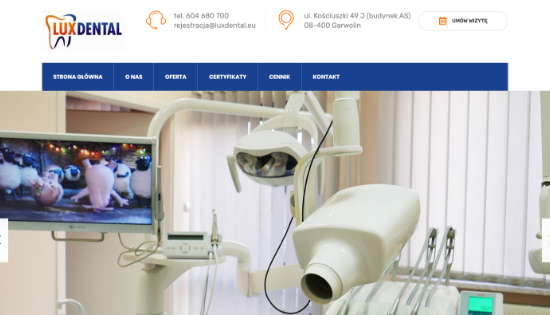 LUXDENTAL
tel. 604 680 700
rejestracja@luxdental.eu
ul. Kościuszki 49 J (budynek AS)
08-400 Garwolin
UMÓW WIZYTĘ
STRONA GŁÓWNA
O NAS
OFERTA
CERTYFIKATY
CENNIK
KONTAKT